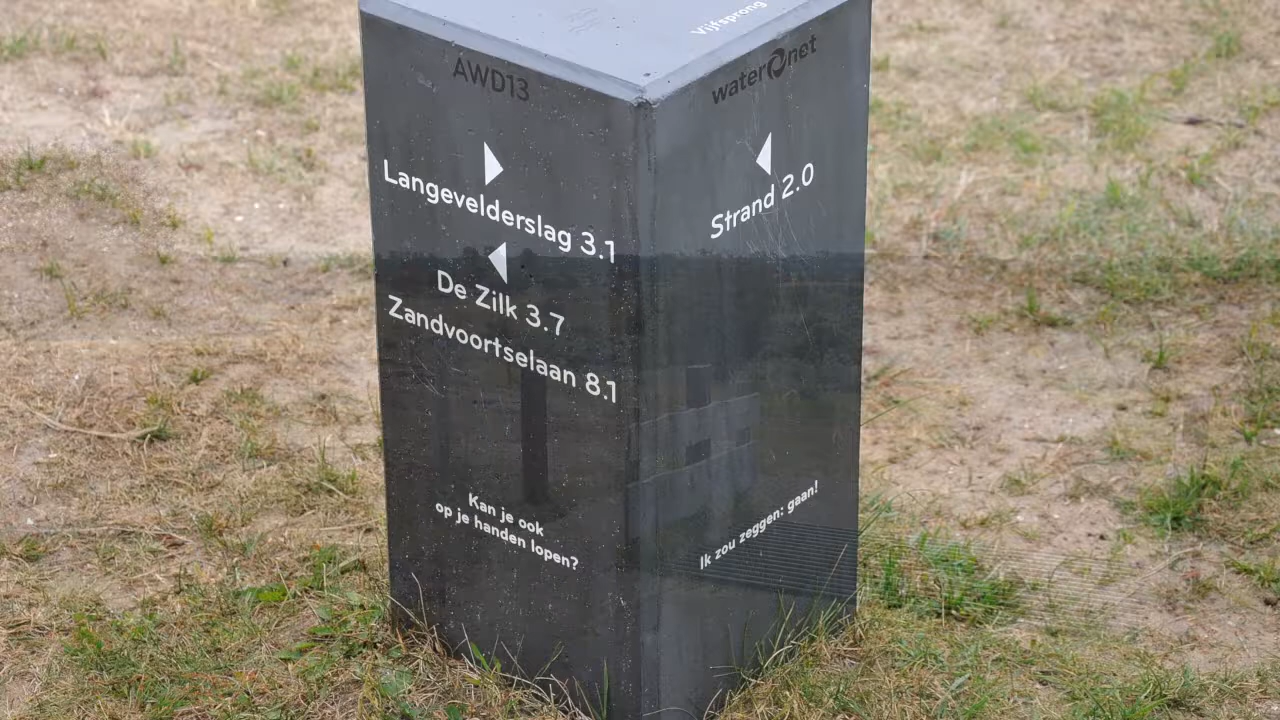 Vijfsprong
AWD13
Langevelderslag 3.1
De Zilk 3.7
Zandvoortselaan 8.1
Kan je ook
op je handen lopen?
waternet
Strand 2.0
Ik zou zeggen: gaan!